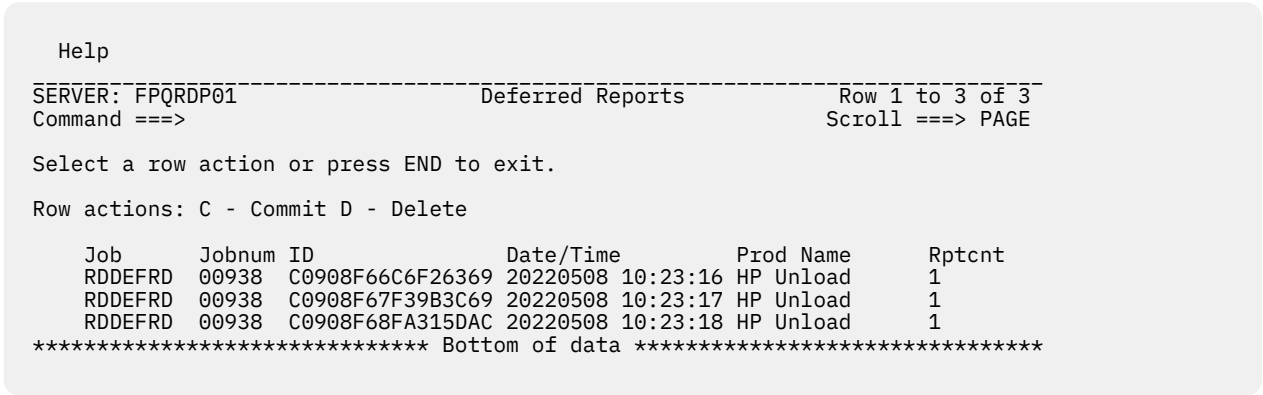 Help
SERVER: FPQRDP01 Deferred Reports Row 1 to 3 of 3
Command ===> Scroll ===> PAGE
Select a row action or press END to exit.
Row actions: C - Commit D - Delete
Job Jobnum ID Date/Time Prod Name Rptcnt
RDDEFRD 00938 C0908F66C6F26369 20220508 10:23:16 HP Unload 1
RDDEFRD 00938 C0908F67F39B3C69 20220508 10:23:17 HP Unload 1
RDDEFRD 00938 C0908F68FA315DAC 20220508 10:23:18 HP Unload 1
******************************* Bottom of data ********************************